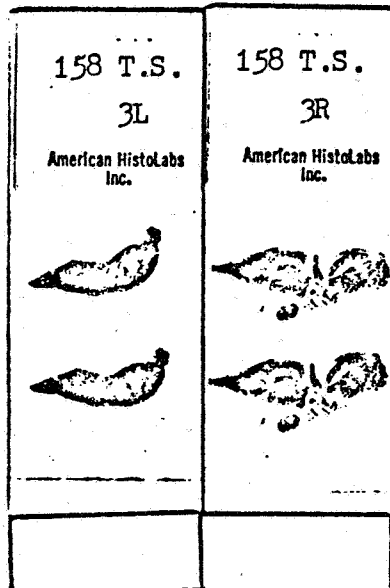 158 T.S.
3L
American HistoLabs
Inc.
158 T.S.
3R
American HistoLabs
Inc.